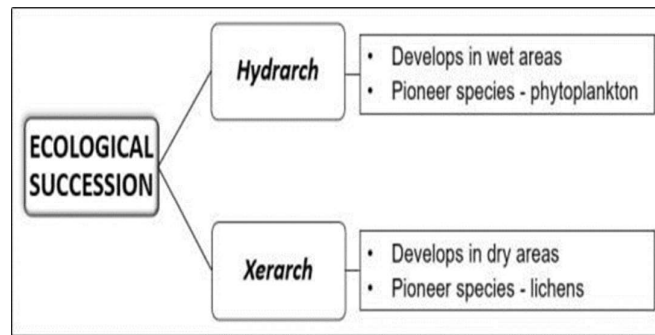 Hydrarch
• Develops in wet areas
• Pioneer species - phytoplankton
ECOLOGICAL
SUCCESSION
Xerarch
• Develops in dry areas
• Pioneer species - lichens